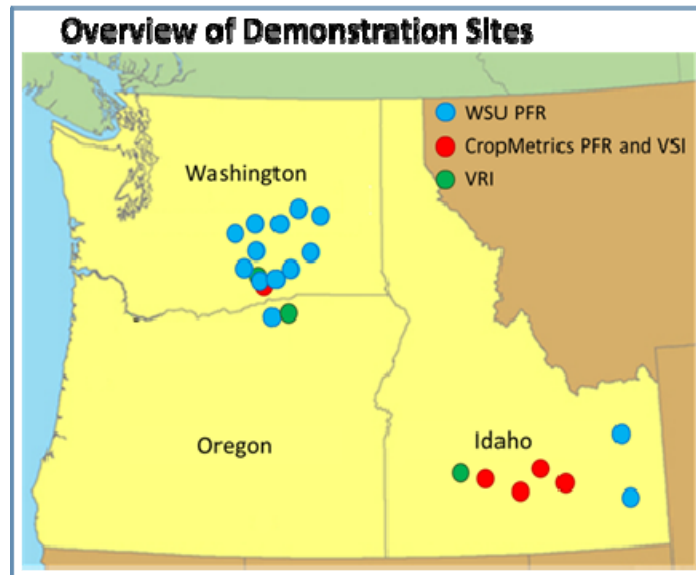 Overview of Demonstration Sites
WSU PFR
CropMetrics PFR and VSI
VRI
Washington
Oregon
Idaho